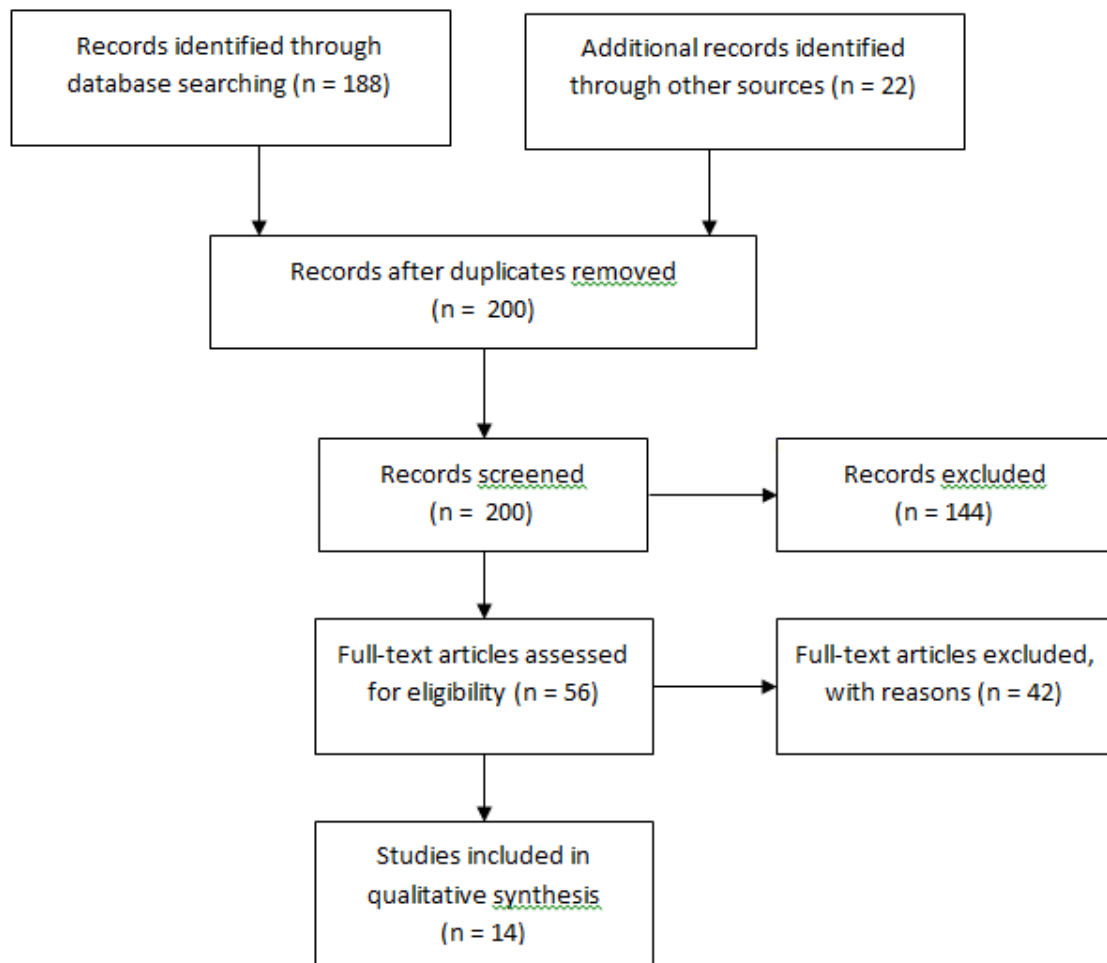 Records identified through
database searching (n = 188)
Additional records identified
through other sources (n = 22)
Records after duplicates removed
(n =  200)
Records screened
(n =  200)
Records excluded
(n = 144)
Full-text articles assessed
for eligibility (n = 56)
Full-text articles excluded,
with reasons (n = 42)
Studies included in
qualitative synthesis
(n = 14)